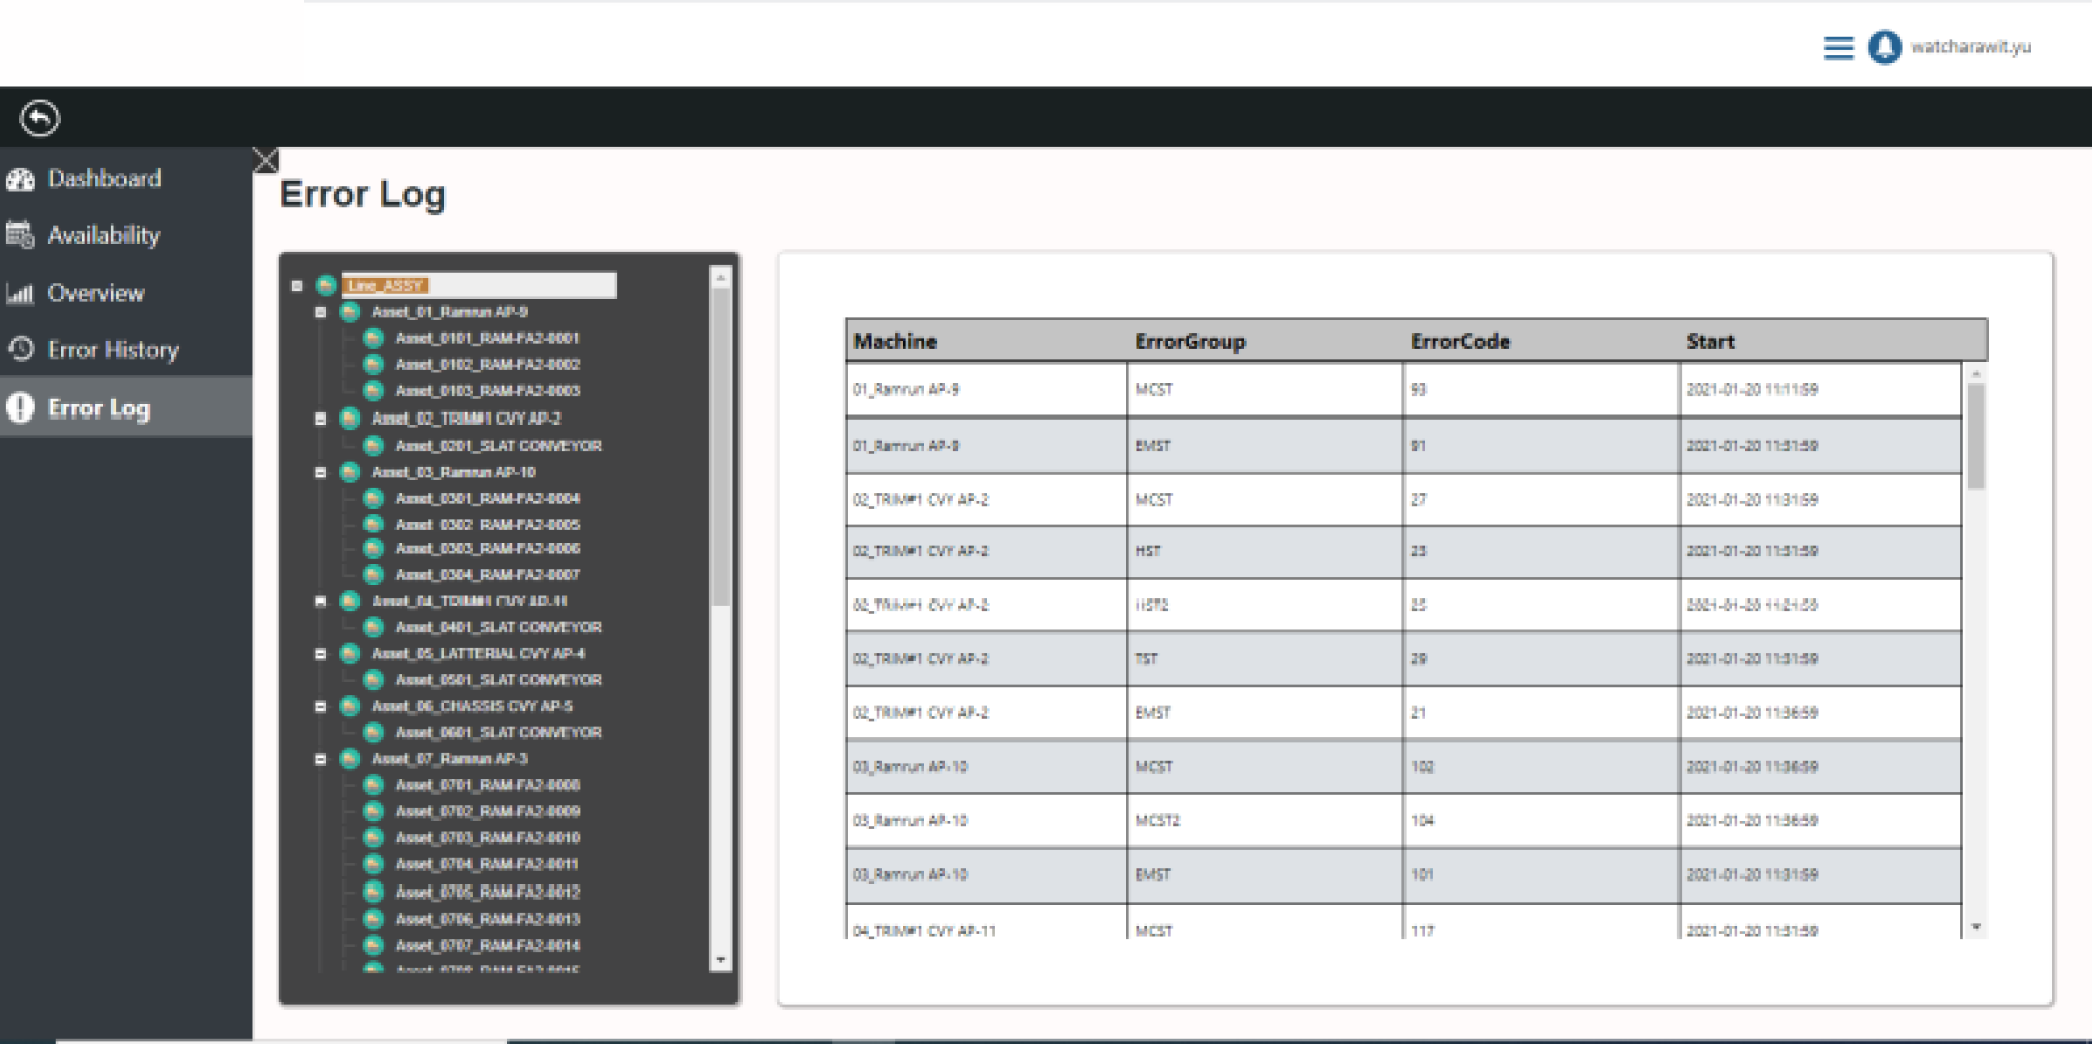 watcharawit.yu
Dashboard
Availability
Overview
Error History
Error Log
Error Log
Line_ASSY
Asset_01_Ramrun AP-9
Asset_0101_RAM-FA2-0001
Asset_0102_RAM-FA2-0002
Asset_0103_RAM-FA2-0003
Asset_02_TRIM#1 CVY AP-2
Asset_0201_SLAT CONVEYOR
Asset_03_Ramrun AP-10
Asset_0301_RAM-FA2-0004
Asset_0302_RAM-FA2-0005
Asset_0303_RAM-FA2-0006
Asset_0304_RAM-FA2-0007
Asset_04_TRIM#1 CVY AP-11
Asset_0401_SLAT CONVEYOR
Asset_05_LATTERIAL CVY AP-4
Asset_0501_SLAT CONVEYOR
Asset_06_CHASSIS CVY AP-5
Asset_0601_SLAT CONVEYOR
Asset_07_Ramrun AP-3
Asset_0701_RAM-FA2-0008
Asset_0702_RAM-FA2-0009
Asset_0703_RAM-FA2-0010
Asset_0704_RAM-FA2-0011
Asset_0705_RAM-FA2-0012
Asset_0706_RAM-FA2-0013
Asset_0707_RAM-FA2-0014
Machine ErrorGroup ErrorCode Start
01_Ramrun AP-9 MCST 93 2021-01-20 11:11:59
01_Ramrun AP-9 EMST 91 2021-01-20 11:31:59
02_TRIM#1 CVY AP-2 MCST 27 2021-01-20 11:31:59
02_TRIM#1 CVY AP-2 HST 23 2021-01-20 11:31:59
02_TRIM#1 CVY AP-2 HST2 25
02_TRIM#1 CVY AP-2 TST 29 2021-01-20 11:31:59
02_TRIM#1 CVY AP-2 EMST 21 2021-01-20 11:36:59
03_Ramrun AP-10 MCST 102 2021-01-20 11:36:59
03_Ramrun AP-10 MCST2 104 2021-01-20 11:36:59
03_Ramrun AP-10 EMST 101 2021-01-20 11:31:59
04_TRIM#1 CVY AP-11 MCST 117 2021-01-20 11:31:59